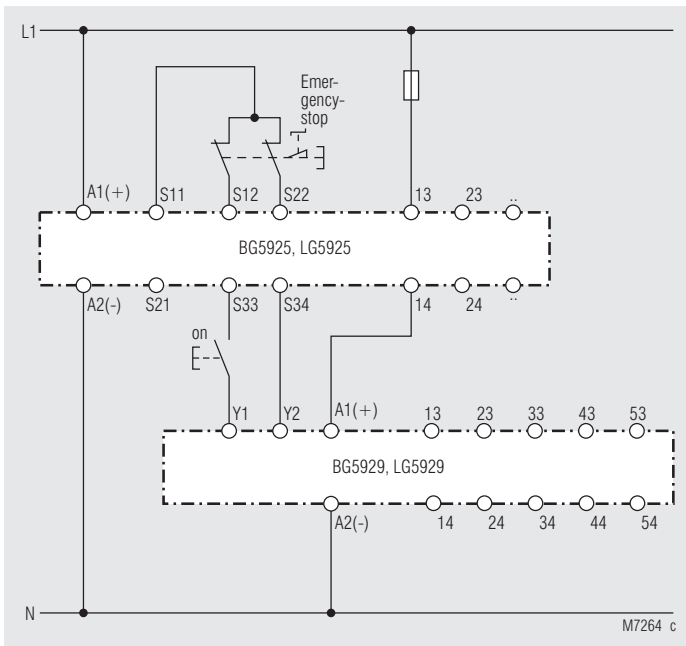 L1
Emer-
gency-
stop
A1(+) S11 S12 S22 13 23 ..
BG5925, LG5925
A2(-) S21 S33 S34 14 24 ..
on
Y1 Y2 A1(+) 13 23 33 43 53
BG5929, LG5929
A2(-) 14 24 34 44 54
N
M7264 c